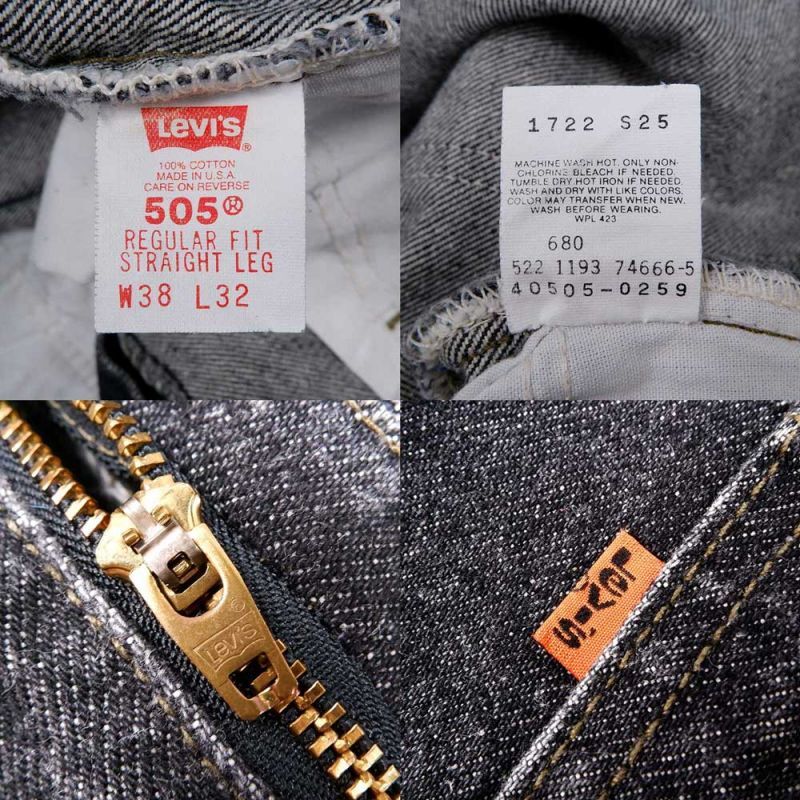 Levi's ®
100% COTTON
MADE IN U.S.A.
CARE ON REVERSE
505®
REGULAR FIT
STRAIGHT LEG
W38 L32
1722 S25
MACHINE WASH HOT. ONLY NON-
CHLORINE BLEACH IF NEEDED.
TUMBLE DRY. HOT IRON IF NEEDED.
WASH AND DRY WITH LIKE COLORS.
COLOR MAY TRANSFER WHEN NEW.
WASH BEFORE WEARING.
WPL 423
680
522 1193 74666-5
40505-0259
®
Levi's
LeVI's